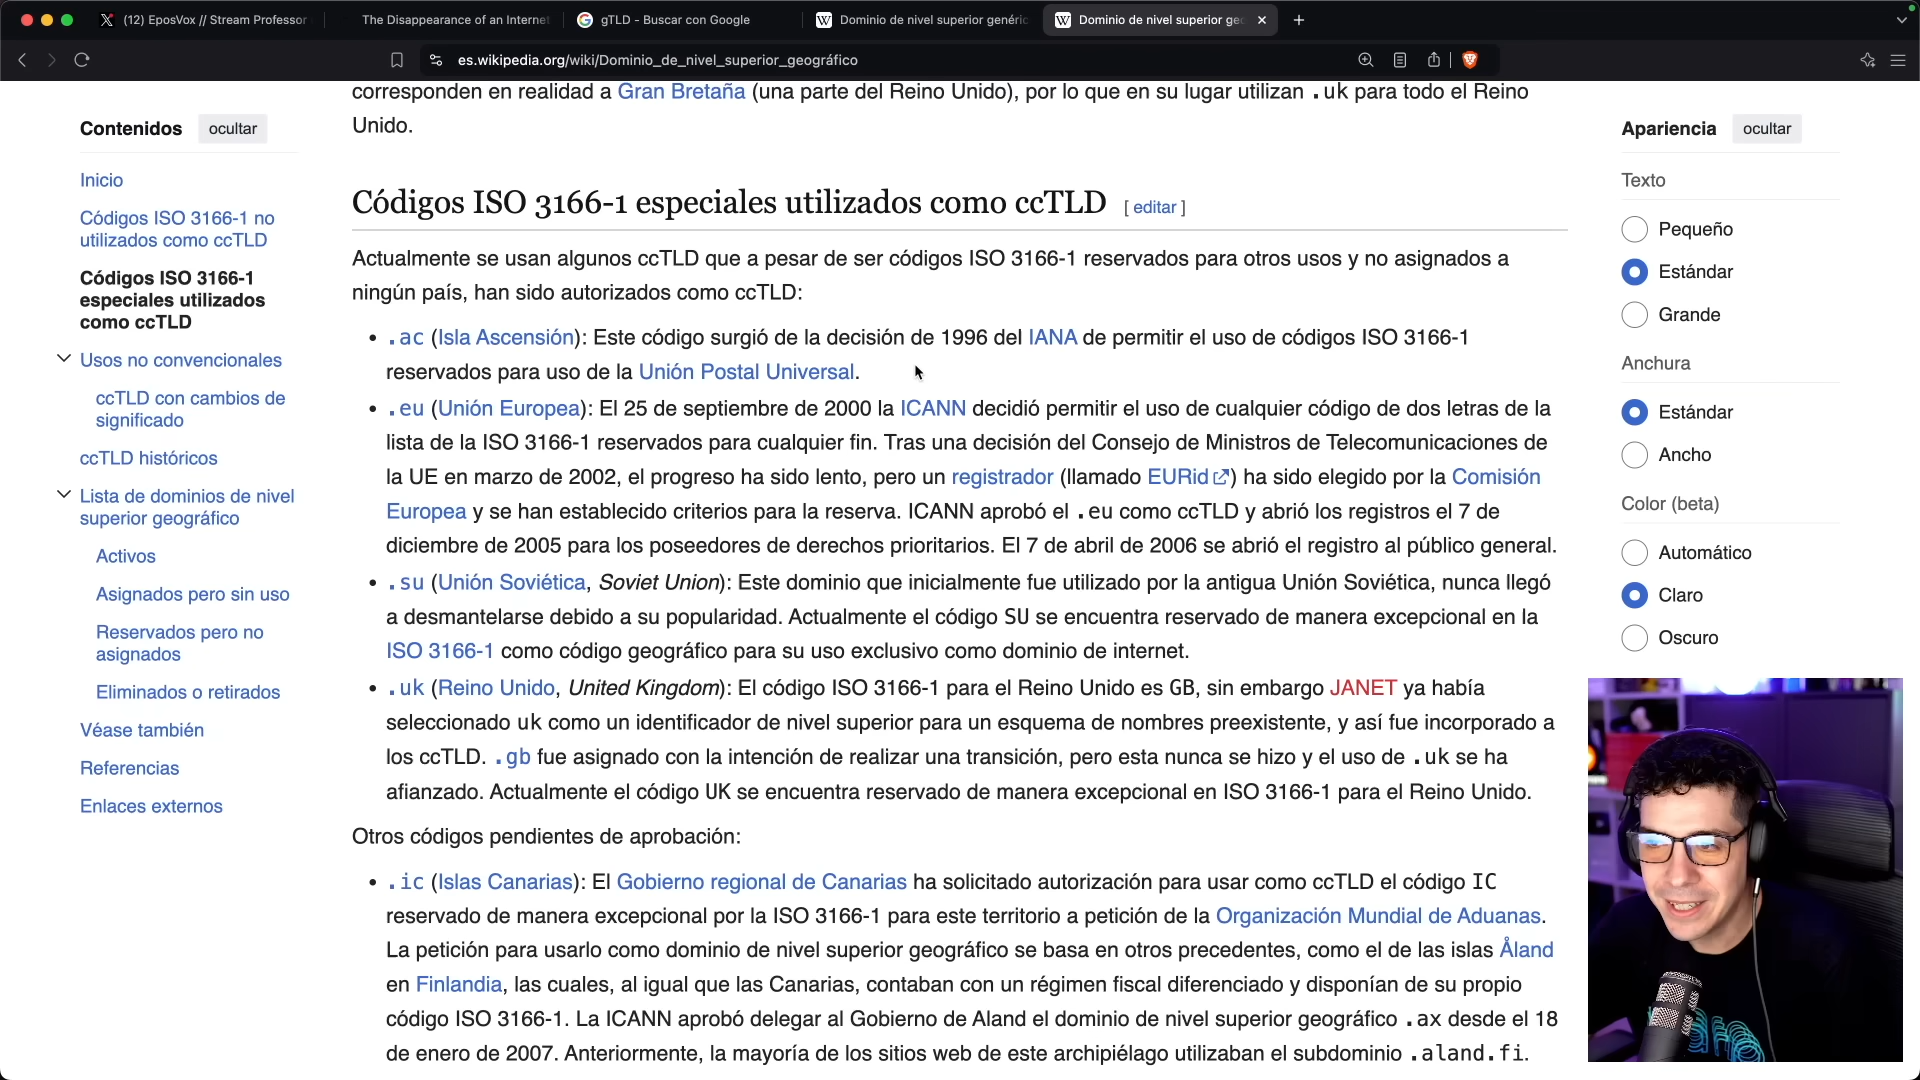 (12) EposVox // Stream Professor
The Disappearance of an Internet
gTLD - Buscar con Google
Dominio de nivel superior genéric
Dominio de nivel superior geo
es.wikipedia.org/wiki/Dominio_de_nivel_superior_geográfico
Contenidos ocultar
Inicio
Códigos ISO 3166-1 no
utilizados como ccTLD
Códigos ISO 3166-1
especiales utilizados
como ccTLD
Usos no convencionales
ccTLD con cambios de
significado
ccTLD históricos
Lista de dominios de nivel
superior geográfico
Activos
Asignados pero sin uso
Reservados pero no
asignados
Eliminados o retirados
Véase también
Referencias
Enlaces externos
corresponden en realidad a Gran Bretaña (una parte del Reino Unido), por lo que en su lugar utilizan .uk para todo el Reino
Unido.
Códigos ISO 3166-1 especiales utilizados como ccTLD [ editar ]
Actualmente se usan algunos ccTLD que a pesar de ser códigos ISO 3166-1 reservados para otros usos y no asignados a
ningún país, han sido autorizados como ccTLD:
• .ac (Isla Ascensión): Este código surgió de la decisión de 1996 del IANA de permitir el uso de códigos ISO 3166-1
reservados para uso de la Unión Postal Universal.
• .eu (Unión Europea): El 25 de septiembre de 2000 la ICANN decidió permitir el uso de cualquier código de dos letras de la
lista de la ISO 3166-1 reservados para cualquier fin. Tras una decisión del Consejo de Ministros de Telecomunicaciones de
la UE en marzo de 2002, el progreso ha sido lento, pero un registrador (llamado EURid) ha sido elegido por la Comisión
Europea y se han establecido criterios para la reserva. ICANN aprobó el .eu como ccTLD y abrió los registros el 7 de
diciembre de 2005 para los poseedores de derechos prioritarios. El 7 de abril de 2006 se abrió el registro al público general.
• .su (Unión Soviética, Soviet Union): Este dominio que inicialmente fue utilizado por la antigua Unión Soviética, nunca llegó
a desmantelarse debido a su popularidad. Actualmente el código SU se encuentra reservado de manera excepcional en la
ISO 3166-1 como código geográfico para su uso exclusivo como dominio de internet.
• .uk (Reino Unido, United Kingdom): El código ISO 3166-1 para el Reino Unido es GB, sin embargo JANET ya había
seleccionado uk como un identificador de nivel superior para un esquema de nombres preexistente, y así fue incorporado a
los ccTLD. .gb fue asignado con la intención de realizar una transición, pero esta nunca se hizo y el uso de .uk se ha
afianzado. Actualmente el código UK se encuentra reservado de manera excepcional en ISO 3166-1 para el Reino Unido.
Otros códigos pendientes de aprobación:
• .ic (Islas Canarias): El Gobierno regional de Canarias ha solicitado autorización para usar como ccTLD el código IC
reservado de manera excepcional por la ISO 3166-1 para este territorio a petición de la Organización Mundial de Aduanas.
La petición para usarlo como dominio de nivel superior geográfico se basa en otros precedentes, como el de las islas Åland
en Finlandia, las cuales, al igual que las Canarias, contaban con un régimen fiscal diferenciado y disponían de su propio
código ISO 3166-1. La ICANN aprobó delegar al Gobierno de Aland el dominio de nivel superior geográfico .ax desde el 18
de enero de 2007. Anteriormente, la mayoría de los sitios web de este archipiélago utilizaban el subdominio .aland.fi.
Apariencia ocultar
Texto
Pequeño
Estándar
Grande
Anchura
Estándar
Ancho
Color (beta)
Automático
Claro
Oscuro